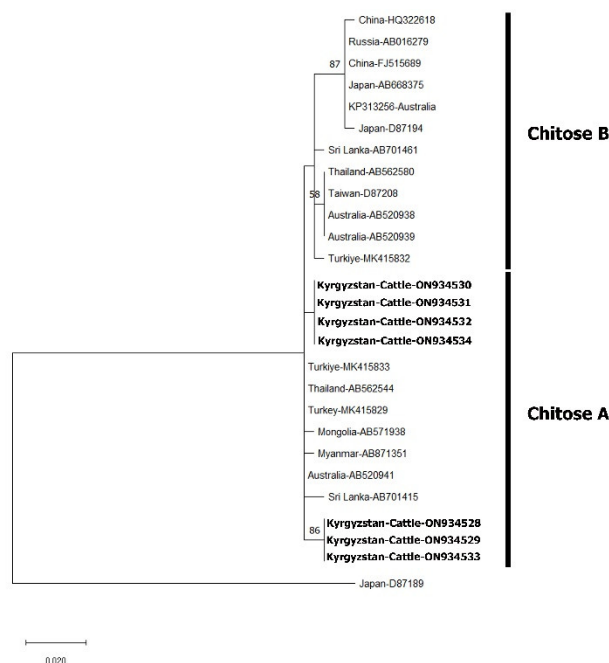 China-HQ322618
Russia-AB016279
87
China-FJ515689
Japan-AB668375
KP313256-Australia
Japan-D87194
Chitose B
Sri Lanka-AB701461
Thailand-AB562580
58
Taiwan-D87208
Australia-AB520938
Australia-AB520939
Turkiye-MK415832
Kyrgyzstan-Cattle-ON934530
Kyrgyzstan-Cattle-ON934531
Kyrgyzstan-Cattle-ON934532
Kyrgyzstan-Cattle-ON934534
Turkiye-MK415833
Thailand-AB562544
Turkey-MK415829
Chitose A
Mongolia-AB571938
Myanmar-AB871351
Australia-AB520941
Sri Lanka-AB701415
86
Kyrgyzstan-Cattle-ON934528
Kyrgyzstan-Cattle-ON934529
Kyrgyzstan-Cattle-ON934533
Japan-D87189
0.020